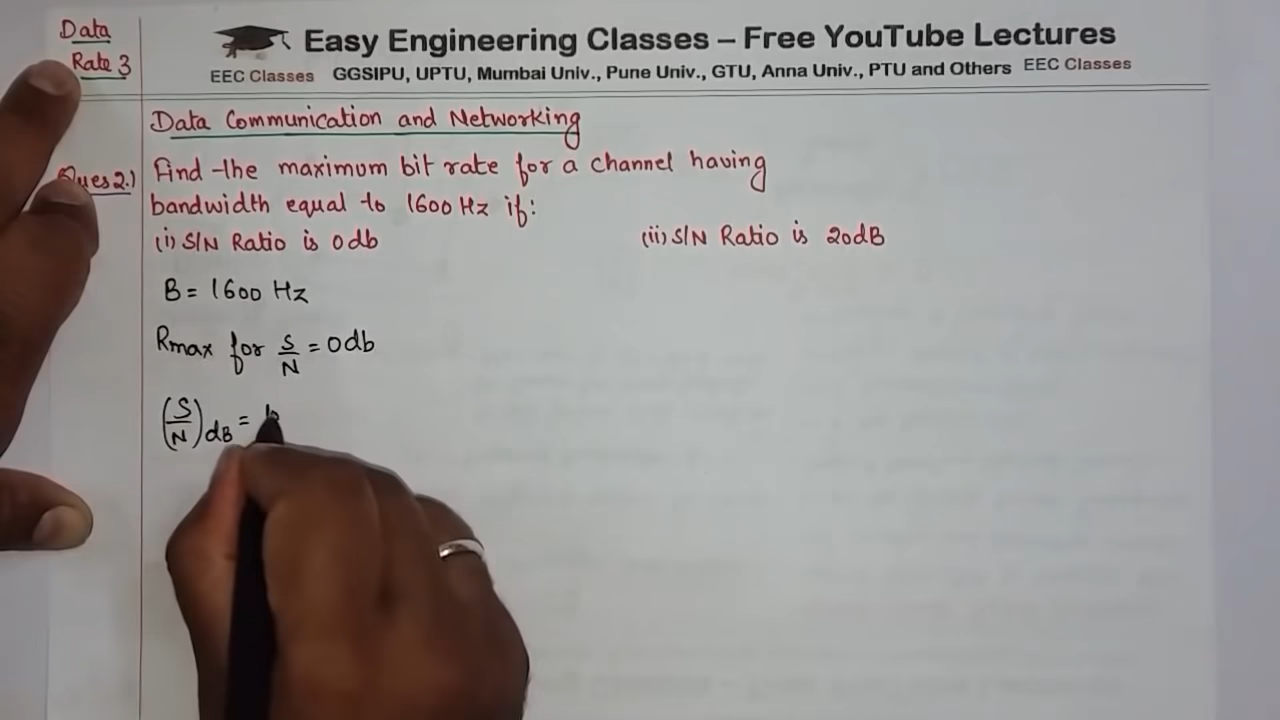 Data
Rate 3
Easy Engineering Classes – Free YouTube Lectures
EEC Classes GGSIPU, UPTU, Mumbai Univ., Pune Univ., GTU, Anna Univ., PTU and Others EEC Classes
Data Communication and Networking
Ques 2.) Find the maximum bit rate for a channel having
bandwidth equal to 1600 Hz if:
(i) S/N Ratio is 0db (ii) S/N Ratio is 20dB
B = 1600 Hz
Rmax for S/N = 0db
(S/N)dB =